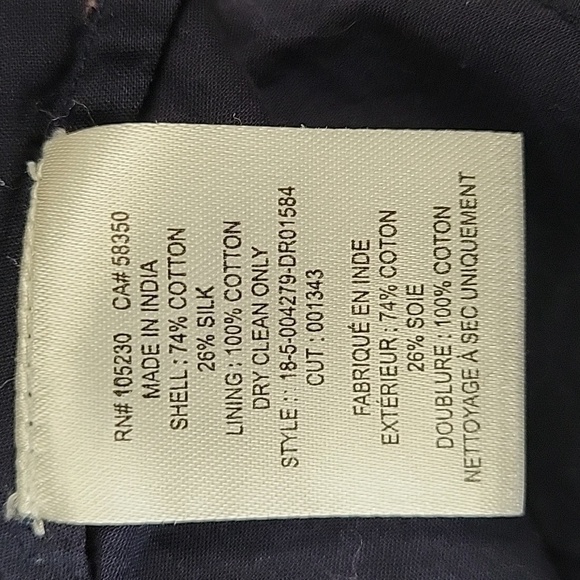 RN# 105230 CA# 58350
MADE IN INDIA
SHELL : 74% COTTON
26% SILK
LINING : 100% COTTON
DRY CLEAN ONLY
STYLE : 18-5-004279-DR01584
CUT : 001343
FABRIQUÉ EN INDE
EXTÉRIEUR : 74% COTON
26% SOIE
DOUBLURE : 100% COTON
NETTOYAGE À SEC UNIQUEMENT